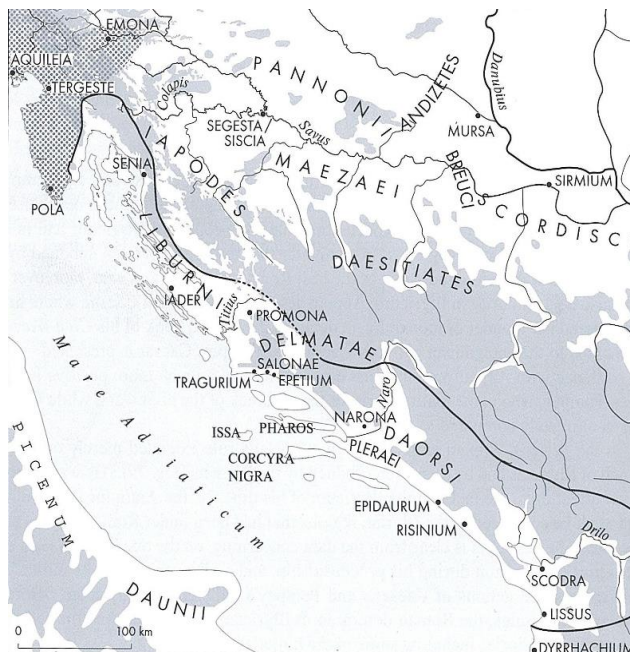 EMONA
AQUILEIA
TERGESTE
POLA
SENIA
Colapis
SEGESTA/
SISCIA
Savus
PANNONII
ANDIZETES
Danubius
MURSA
BREUCI
SIRMIUM
CORDISC
IAPODES
MAEZAEI
DAESITIATES
LIBURNI
IADER
Titius
PROMONA
DELMATAE
SALONAE
TRAGURIUM
EPETIUM
Naro
NARONA
DAORSI
ISSA
PHAROS
PLERAEI
CORCYRA
NIGRA
EPIDAURUM
RISINIUM
Drilo
SCODRA
LISSUS
DYRRHACHIUM
Mare Adriaticum
PICENUM
DAUNII
0 100 km